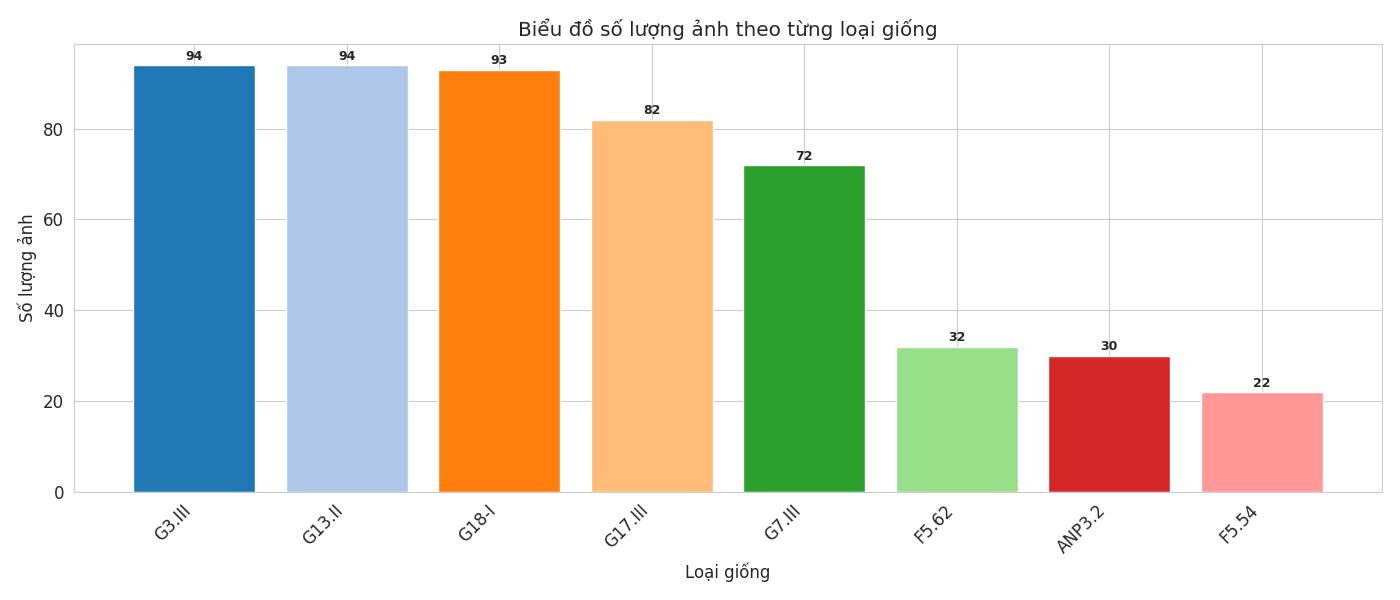 Biểu đồ số lượng ảnh theo từng loại giống
94
94
93
82
72
32
30
22
80
60
40
20
0
Số lượng ảnh
G3.III
G13.II
G18-I
G17.III
G7.III
F5.62
ANP3.2
F5.54
Loại giống